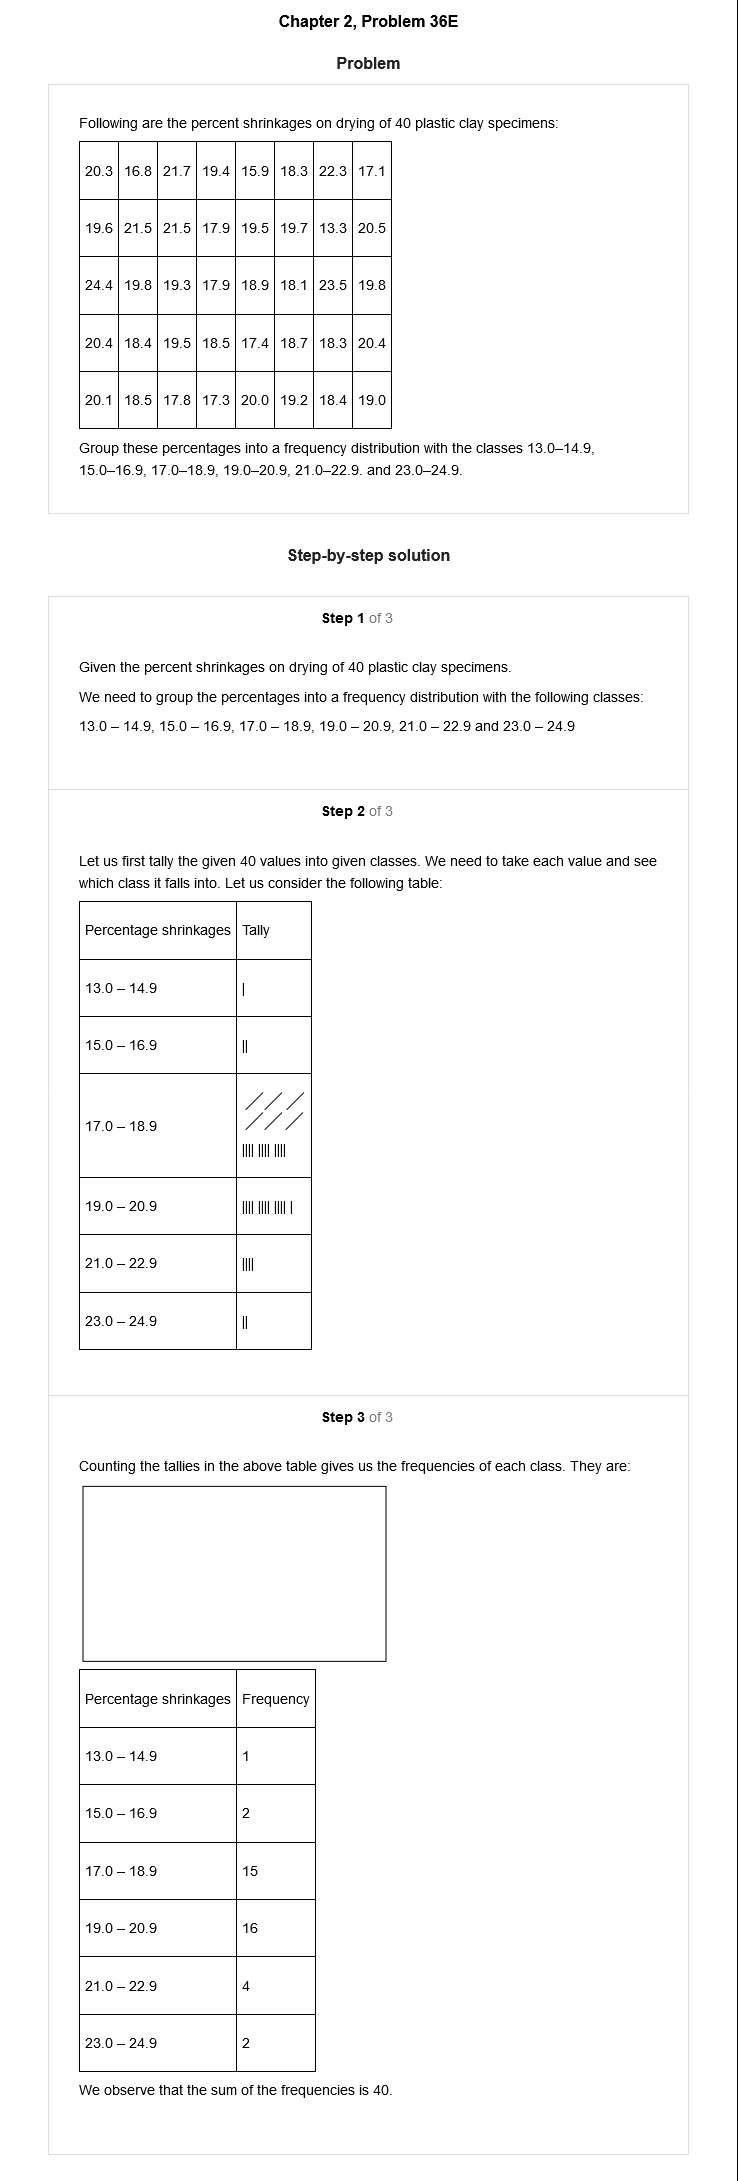 Chapter 2, Problem 36E
Problem
Following are the percent shrinkages on drying of 40 plastic clay specimens:
20.3 16.8 21.7 19.4 15.9 18.3 22.3 17.1
19.6 21.5 21.5 17.9 19.5 19.7 13.3 20.5
24.4 19.8 19.3 17.9 18.9 18.1 23.5 19.8
20.4 18.4 19.5 18.5 17.4 18.7 18.3 20.4
20.1 18.5 17.8 17.3 20.0 19.2 18.4 19.0
Group these percentages into a frequency distribution with the classes 13.0–14.9,
15.0–16.9, 17.0–18.9, 19.0–20.9, 21.0–22.9. and 23.0–24.9.
Step-by-step solution
Step 1 of 3
Given the percent shrinkages on drying of 40 plastic clay specimens.
We need to group the percentages into a frequency distribution with the following classes:
13.0 – 14.9, 15.0 – 16.9, 17.0 – 18.9, 19.0 – 20.9, 21.0 – 22.9 and 23.0 – 24.9
Step 2 of 3
Let us first tally the given 40 values into given classes. We need to take each value and see
which class it falls into. Let us consider the following table:
Percentage shrinkages Tally
13.0 – 14.9 |
15.0 – 16.9 ||
17.0 – 18.9 |||| |||| ||||
19.0 – 20.9 |||| |||| |||| |
21.0 – 22.9 ||||
23.0 – 24.9 ||
Step 3 of 3
Counting the tallies in the above table gives us the frequencies of each class. They are:
Percentage shrinkages Frequency
13.0 – 14.9 1
15.0 – 16.9 2
17.0 – 18.9 15
19.0 – 20.9 16
21.0 – 22.9 4
23.0 – 24.9 2
We observe that the sum of the frequencies is 40.